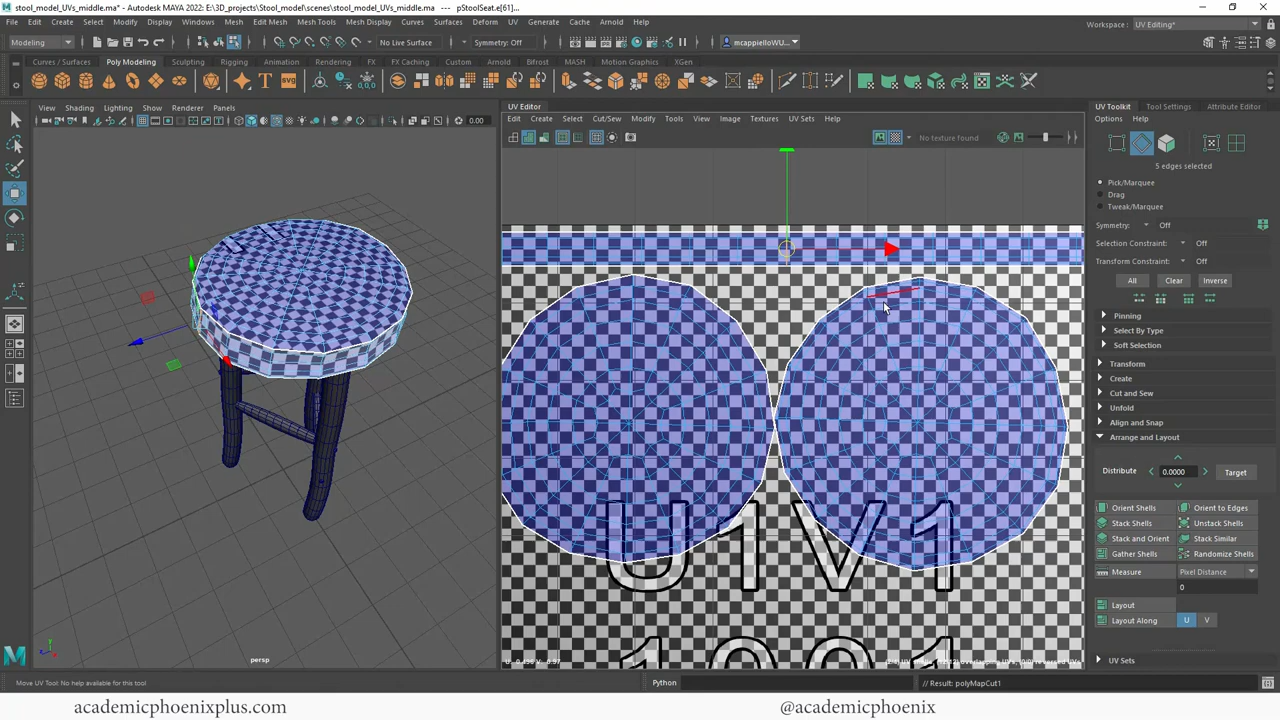 stool_model_UVs_middle.ma* - Autodesk MAYA 2022: E:\3D_projects\Stool_model\scenes\stool_model_UVs_middle.ma --- pStoolSeat.e[61]...
File Edit Create Select Modify Display Windows Mesh Edit Mesh Mesh Tools Mesh Display Curves Surfaces Deform UV Generate Cache Arnold Help
Workspace : UV Editing*
Modeling No Live Surface Symmetry: Off mcappielloWU...
Curves / Surfaces Poly Modeling Sculpting Rigging Animation Rendering FX FX Caching Custom Arnold Bifrost MASH Motion Graphics XGen
SVG
UV Editor
UV Toolkit Tool Settings Attribute Editor
View Shading Lighting Show Renderer Panels
Edit Create Select Cut/Sew Modify Tools View Image Textures UV Sets Help
Options Help
0.00
No texture found
5 edges selected
Pick/Marquee
Drag
Tweak/Marquee
Symmetry: Off
Selection Constraint: Off
Transform Constraint: Off
All Clear Inverse
Pinning
Select By Type
Soft Selection
Transform
Create
Cut and Sew
Unfold
Align and Snap
Arrange and Layout
Distribute 0.0000 Target
Orient Shells Orient to Edges
Stack Shells Unstack Shells
Stack and Orient Stack Similar
Gather Shells Randomize Shells
Measure Pixel Distance
0
Layout
Layout Along U V
UV Sets
U1V1
1001
persp
Move UV Tool: No help available for this tool
Python
// Result: polyMapCut1
academicphoenixplus.com
@academicphoenix